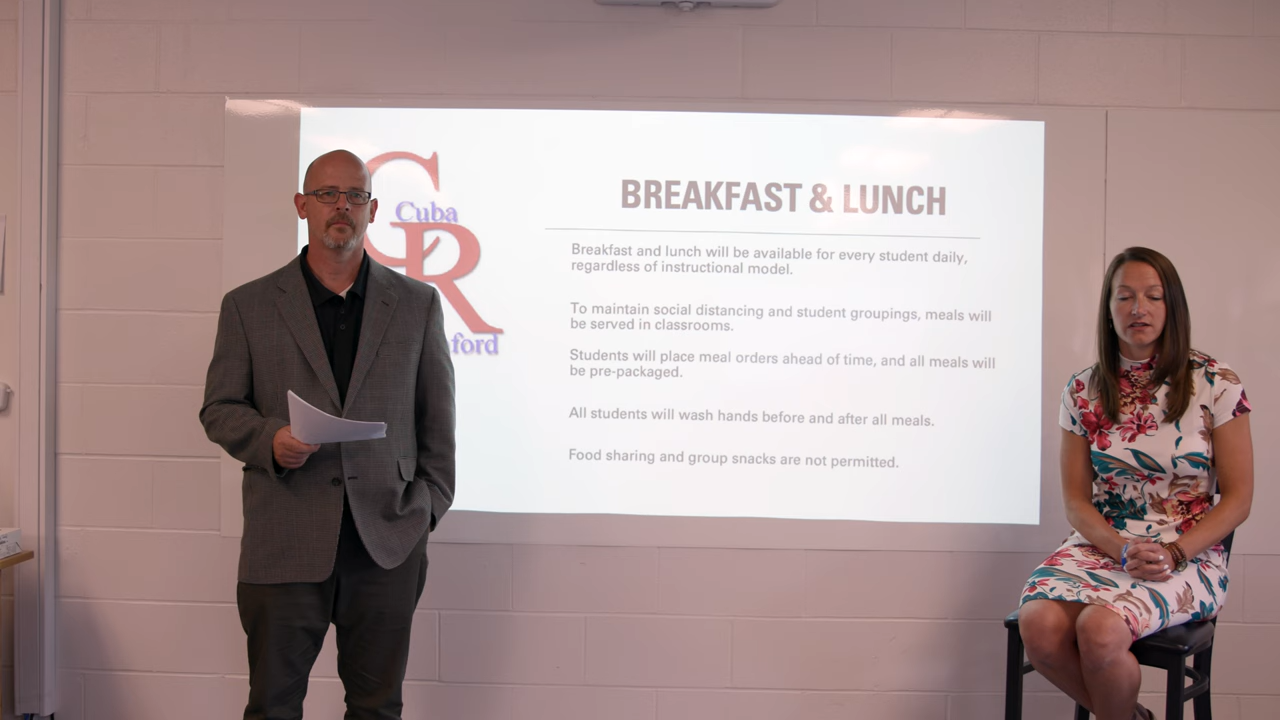 CR
Cuba
ford
BREAKFAST & LUNCH
Breakfast and lunch will be available for every student daily,
regardless of instructional model.
To maintain social distancing and student groupings, meals will
be served in classrooms.
Students will place meal orders ahead of time, and all meals will
be pre-packaged.
All students will wash hands before and after all meals.
Food sharing and group snacks are not permitted.